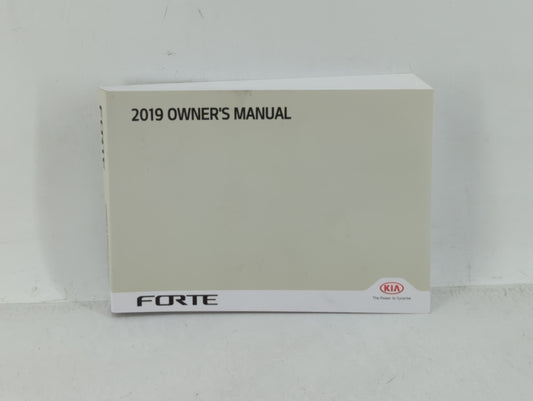 2019 OWNER'S MANUAL
FORTE
KIA
The Power to Surprise